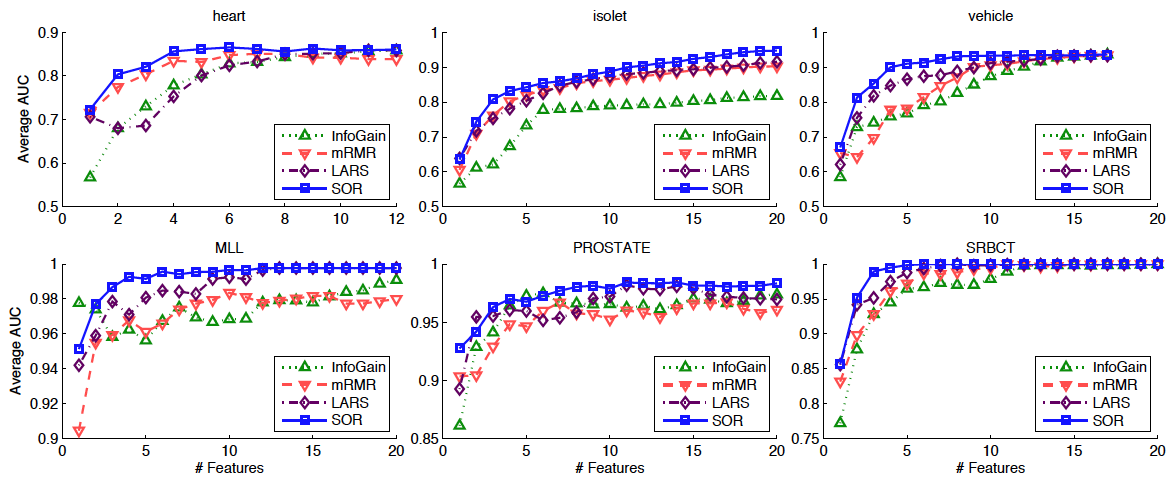 heart
0.9
0.8
0.7
0.6
0.5
Average AUC
0 2 4 6 8 10 12
InfoGain
mRMR
LARS
SOR
isolet
1
0.9
0.8
0.7
0.6
0.5
0 5 10 15 20
InfoGain
mRMR
LARS
SOR
vehicle
1
0.9
0.8
0.7
0.6
0.5
0 5 10 15 20
InfoGain
mRMR
LARS
SOR
MLL
1
0.98
0.96
0.94
0.92
0.9
Average AUC
0 5 10 15 20
# Features
InfoGain
mRMR
LARS
SOR
PROSTATE
1
0.95
0.9
0.85
0 5 10 15 20
# Features
InfoGain
mRMR
LARS
SOR
SRBCT
1
0.95
0.9
0.85
0.8
0.75
0 5 10 15 20
# Features
InfoGain
mRMR
LARS
SOR